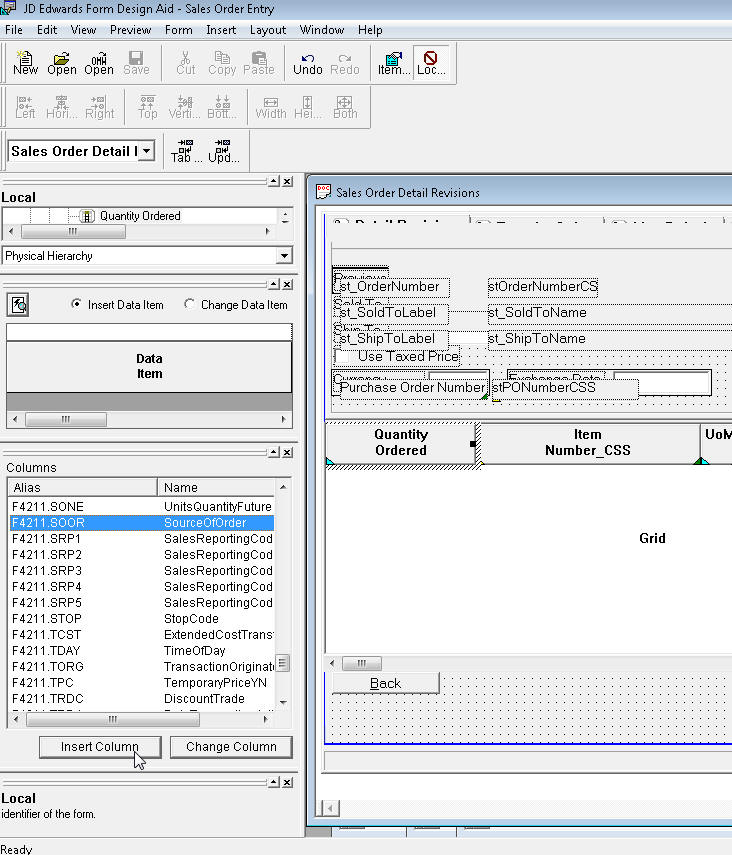 JD Edwards Form Design Aid - Sales Order Entry
File Edit View Preview Form Insert Layout Window Help
New Open Open Save Cut Copy Paste Undo Redo Item... Loc...
Left Hori... Right Top Verti... Bott... Width Hei... Both
Sales Order Detail I Tab ... Upd...
Local
Quantity Ordered
Physical Hierarchy
Insert Data Item Change Data Item
Data
Item
Columns
Alias Name
F4211.SONE UnitsQuantityFuture
F4211.SOOR SourceOfOrder
F4211.SRP1 SalesReportingCod
F4211.SRP2 SalesReportingCod
F4211.SRP3 SalesReportingCod
F4211.SRP4 SalesReportingCod
F4211.SRP5 SalesReportingCod
F4211.STOP StopCode
F4211.TCST ExtendedCostTrans
F4211.TDAY TimeOfDay
F4211.TORG TransactionOriginato
F4211.TPC TemporaryPriceYN
F4211.TRDC DiscountTrade
Insert Column Change Column
Local
identifier of the form.
Ready
Sales Order Detail Revisions
st_OrderNumber stOrderNumberCS
st_SoldToLabel st_SoldToName
st_ShipToLabel st_ShipToName
Use Taxed Price
Purchase Order Number stPONumberCSS
Quantity
Ordered
Item
Number_CSS
UoM
Grid
Back